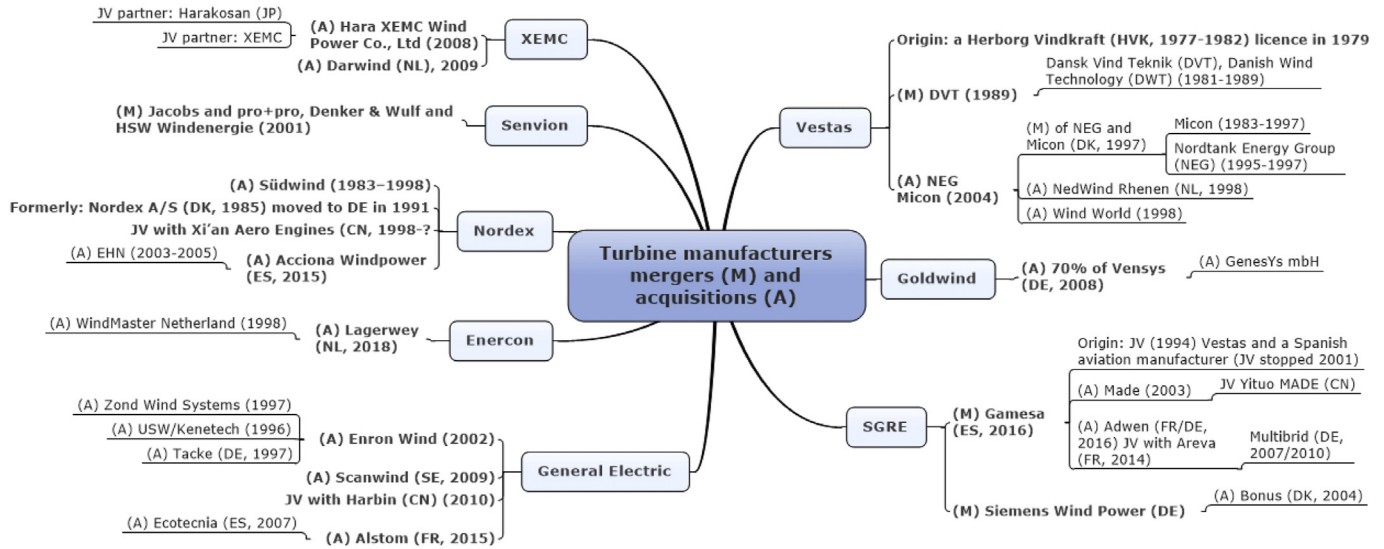 Turbine manufacturers
mergers (M) and
acquisitions (A)
XEMC
(A) Hara XEMC Wind
Power Co., Ltd (2008)
JV partner: Harakosan (JP)
JV partner: XEMC
(A) Darwind (NL), 2009
Senvion
(M) Jacobs and pro+pro, Denker & Wulf and
HSW Windenergie (2001)
Nordex
(A) Südwind (1983–1998)
Formerly: Nordex A/S (DK, 1985) moved to DE in 1991
JV with Xi’an Aero Engines (CN, 1998-?
(A) Acciona Windpower
(ES, 2015)
(A) EHN (2003-2005)
Enercon
(A) Lagerwey
(NL, 2018)
(A) WindMaster Netherland (1998)
General Electric
(A) Enron Wind (2002)
(A) Zond Wind Systems (1997)
(A) USW/Kenetech (1996)
(A) Tacke (DE, 1997)
(A) Scanwind (SE, 2009)
JV with Harbin (CN) (2010)
(A) Alstom (FR, 2015)
(A) Ecotecnia (ES, 2007)
Vestas
Origin: a Herborg Vindkraft (HVK, 1977-1982) licence in 1979
(M) DVT (1989)
Dansk Vind Teknik (DVT), Danish Wind
Technology (DWT) (1981-1989)
(A) NEG
Micon (2004)
(M) of NEG and
Micon (DK, 1997)
Micon (1983-1997)
Nordtank Energy Group
(NEG) (1995-1997)
(A) NedWind Rhenen (NL, 1998)
(A) Wind World (1998)
Goldwind
(A) 70% of Vensys
(DE, 2008)
(A) GenesYs mbH
SGRE
(M) Gamesa
(ES, 2016)
Origin: JV (1994) Vestas and a Spanish
aviation manufacturer (JV stopped 2001)
(A) Made (2003)
JV Yituo MADE (CN)
(A) Adwen (FR/DE,
2016) JV with Areva
(FR, 2014)
Multibrid (DE,
2007/2010)
(M) Siemens Wind Power (DE)
(A) Bonus (DK, 2004)